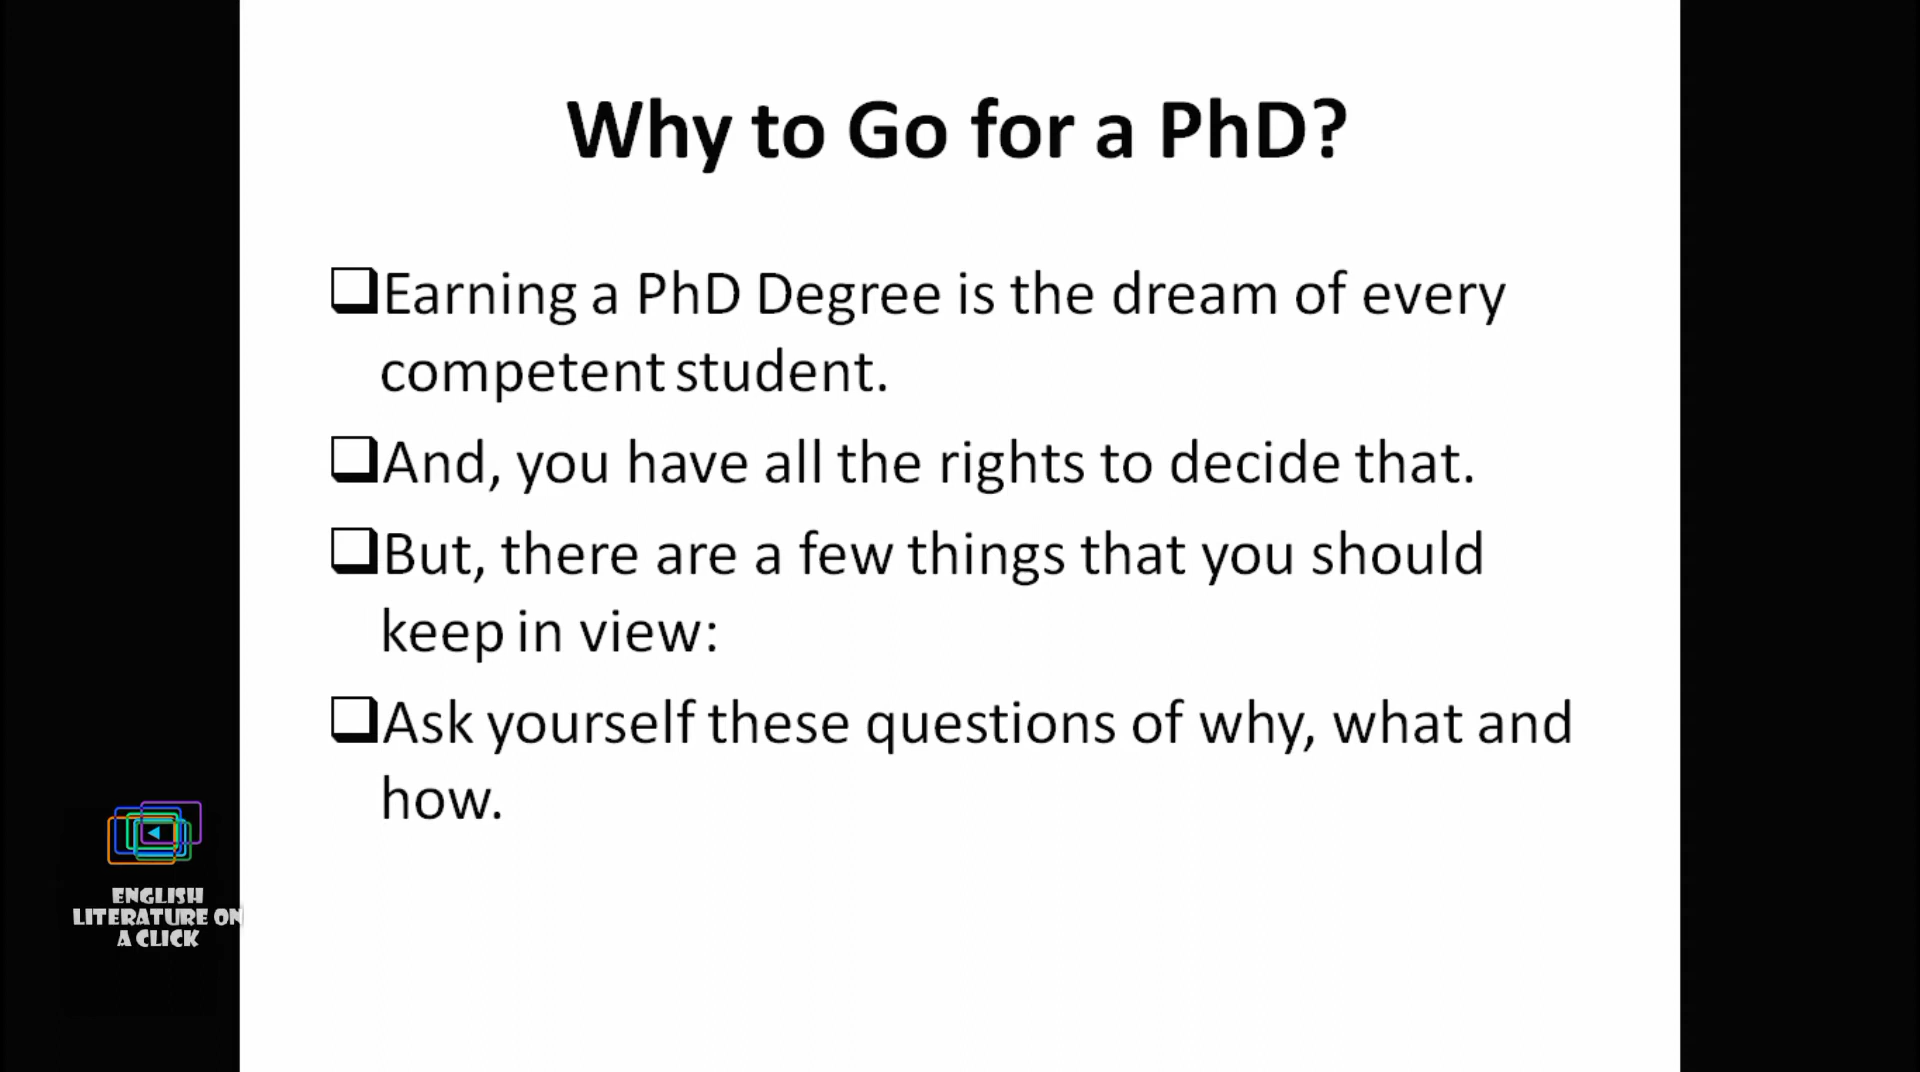 Why to Go for a PhD?
Earning a PhD Degree is the dream of every
competent student.
And, you have all the rights to decide that.
But, there are a few things that you should
keep in view:
Ask yourself these questions of why, what and
how.
ENGLISH
LITERATURE ON
A CLICK